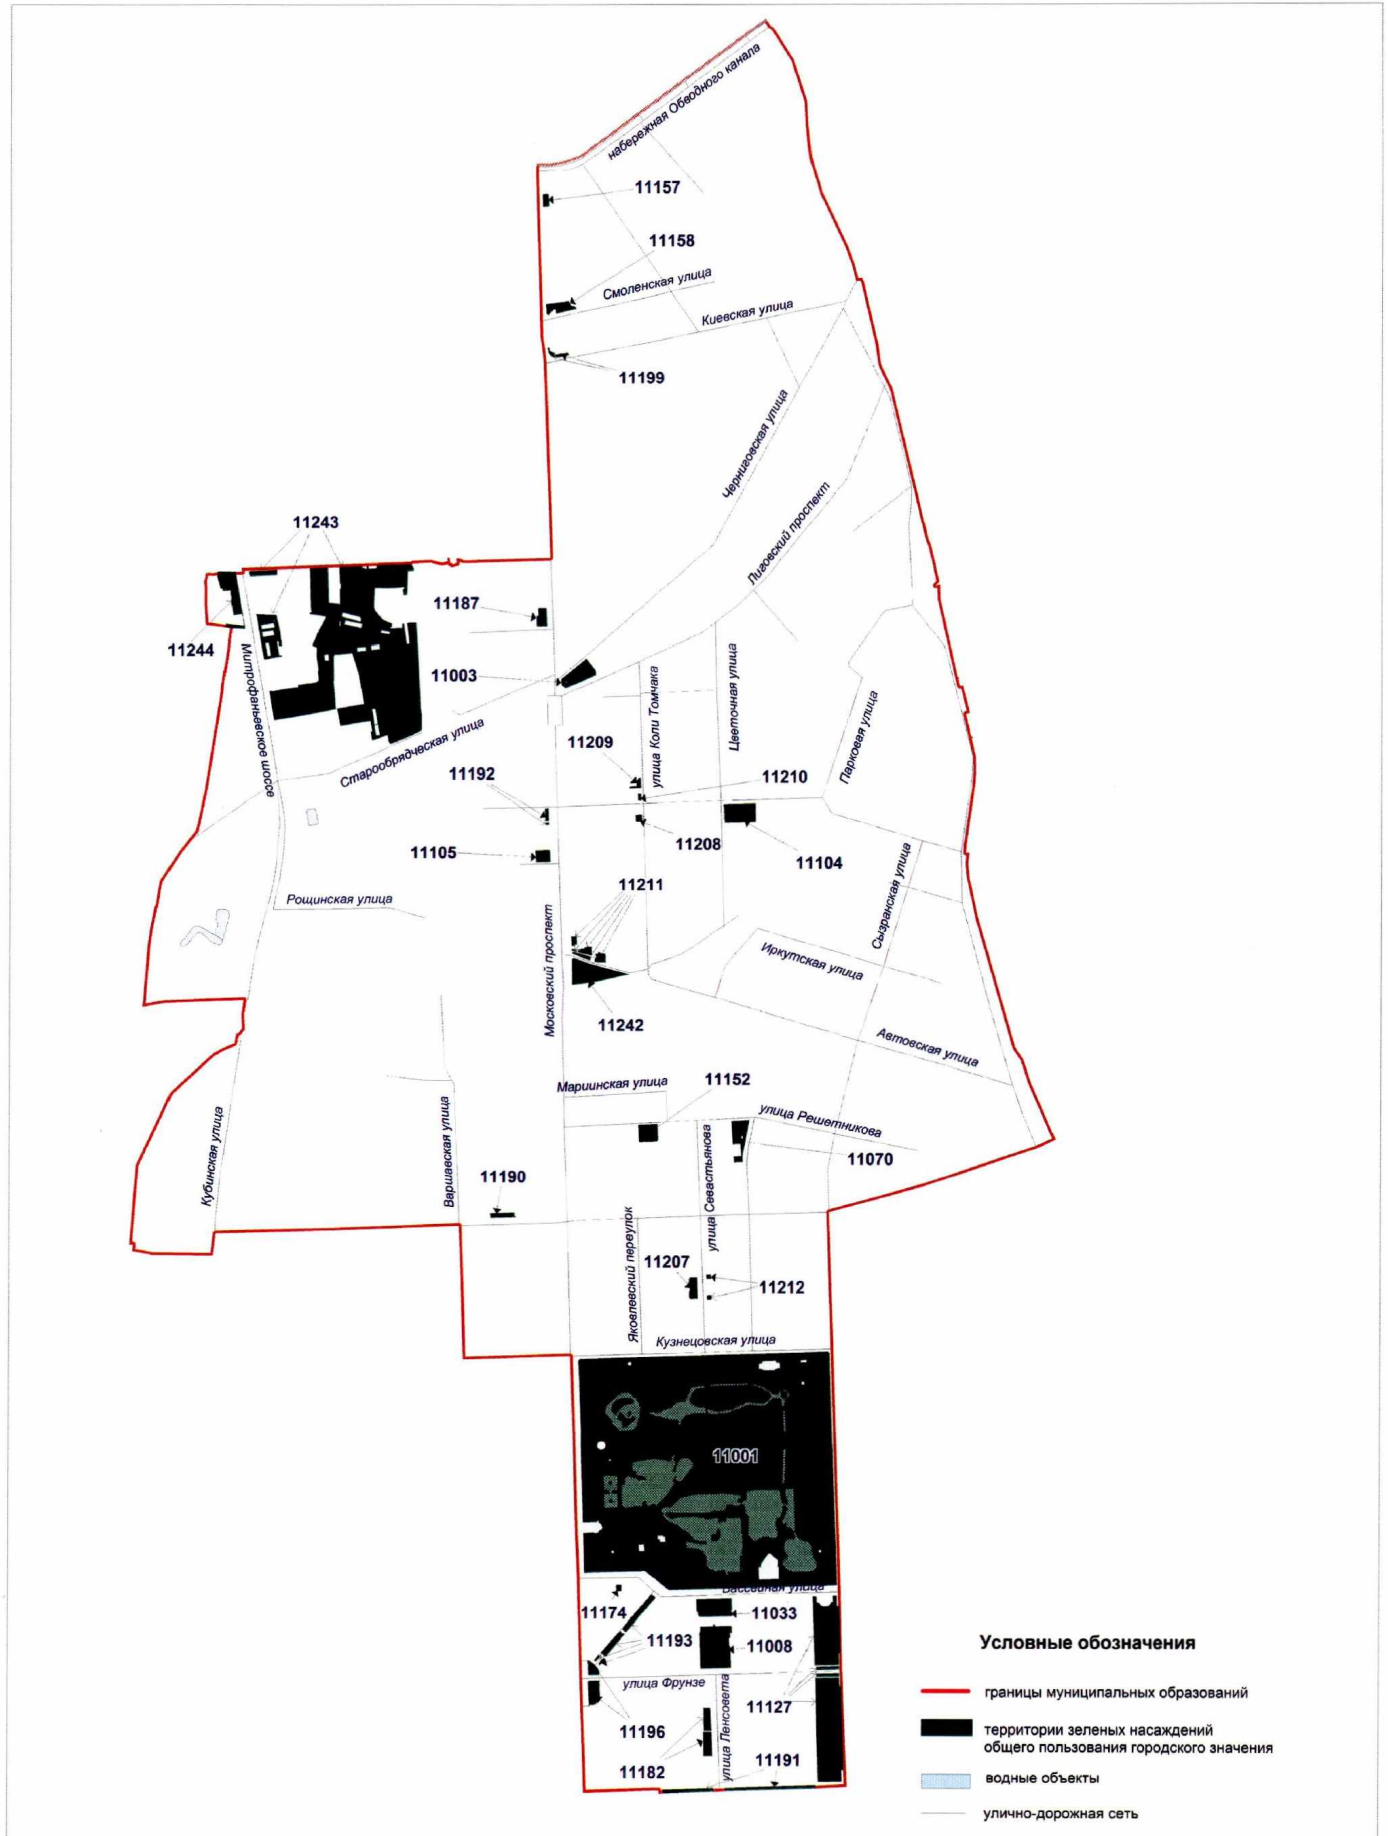 набережная Обводного канала
11157
11158
Смоленская улица
Киевская улица
11199
Черниговская улица
Лиговский проспект
11243
11187
11244
Митрофаньевское шоссе
11003
Старообрядческая улица
улица Коли Томчака
Цветочная улица
Парковая улица
11209
11192
11210
11208
11105
11104
11211
Рощинская улица
Московский проспект
Сызранская улица
Иркутская улица
11242
Автовская улица
Мариинская улица
11152
улица Решетникова
Кубинская улица
Варшавская улица
улица Севастьянова
11070
11190
Яковлевский переулок
11207
11212
Кузнецовская улица
11001
Бассейная улица
11174
11033
11193
11008
улица Фрунзе
улица Ленсовета
11127
11196
11182
11191
Условные обозначения
границы муниципальных образований
территории зеленых насаждений
общего пользования городского значения
водные объекты
улично-дорожная сеть